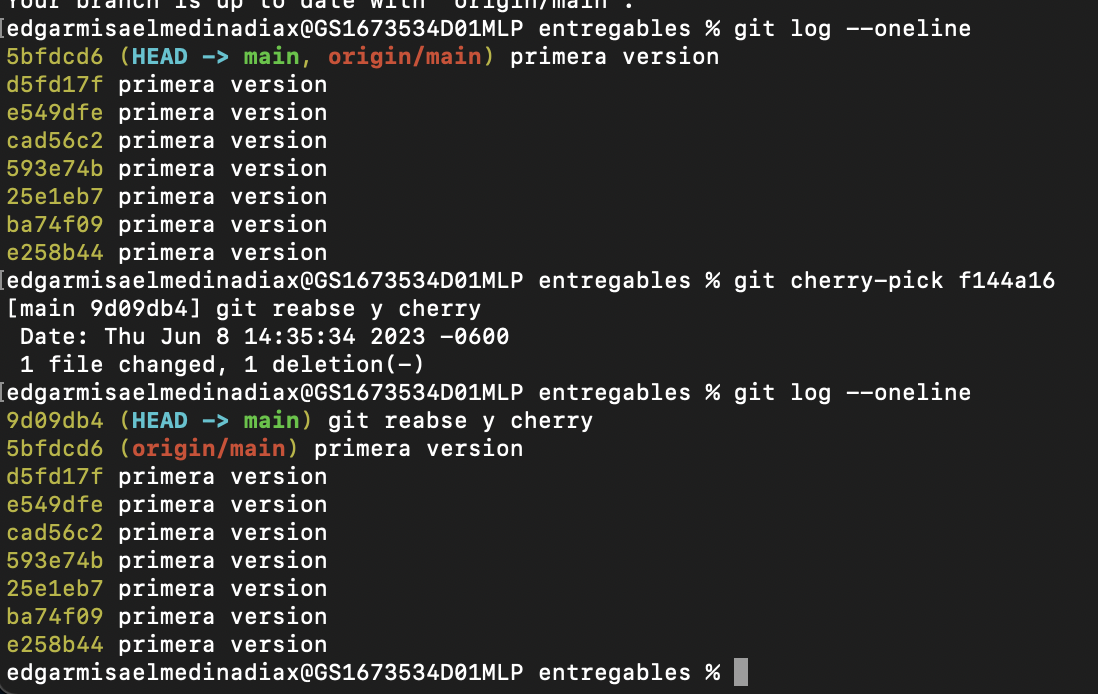 Your branch is up to date with 'origin/main'.
[edgarmisaelmedinadiax@GS1673534D01MLP entregables % git log --oneline
5bfdcd6 (HEAD -> main, origin/main) primera version
d5fd17f primera version
e549dfe primera version
cad56c2 primera version
593e74b primera version
25e1eb7 primera version
ba74f09 primera version
e258b44 primera version
[edgarmisaelmedinadiax@GS1673534D01MLP entregables % git cherry-pick f144a16
[main 9d09db4] git reabse y cherry
 Date: Thu Jun 8 14:35:34 2023 -0600
 1 file changed, 1 deletion(-)
[edgarmisaelmedinadiax@GS1673534D01MLP entregables % git log --oneline
9d09db4 (HEAD -> main) git reabse y cherry
5bfdcd6 (origin/main) primera version
d5fd17f primera version
e549dfe primera version
cad56c2 primera version
593e74b primera version
25e1eb7 primera version
ba74f09 primera version
e258b44 primera version
edgarmisaelmedinadiax@GS1673534D01MLP entregables %